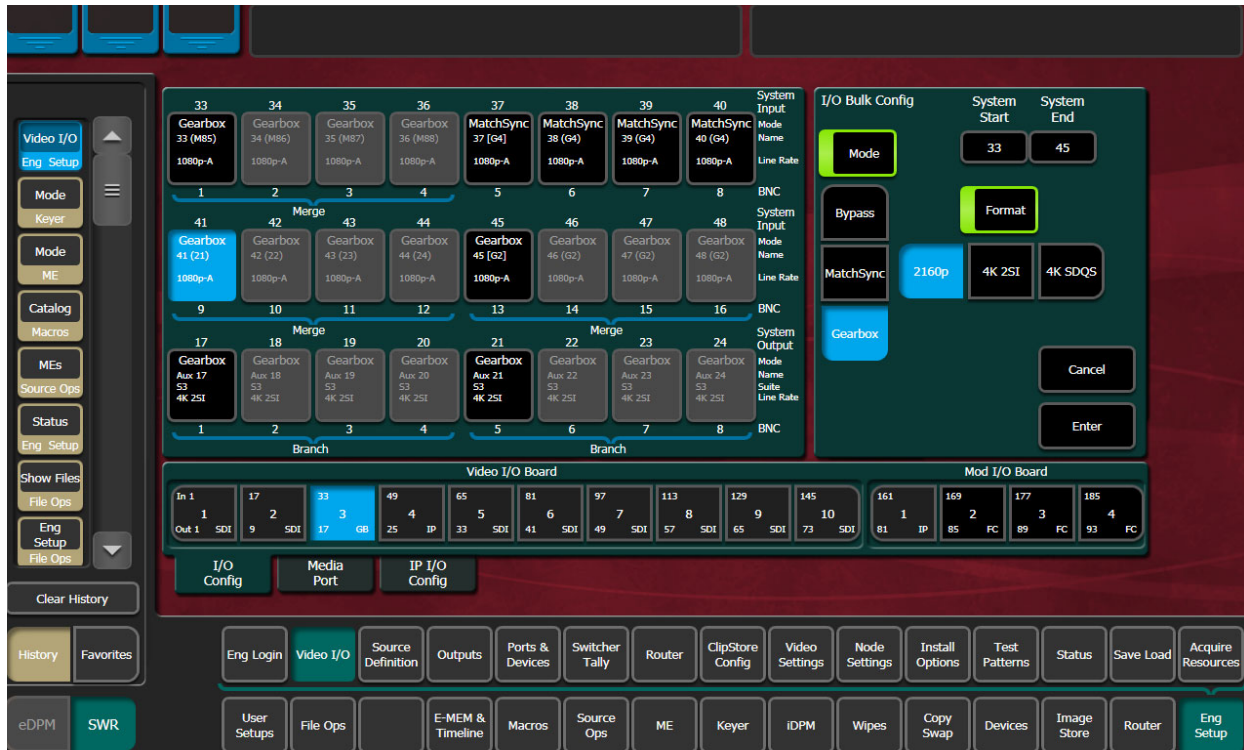 Video I/O
Eng Setup
Mode
Keyer
Mode
ME
Catalog
Macros
MEs
Source Ops
Status
Eng Setup
Show Files
File Ops
Eng
Setup
File Ops
Clear History
History Favorites
eDPM SWR
33 34 35 36 37 38 39 40 System
Input
Gearbox Gearbox Gearbox Gearbox MatchSync MatchSync MatchSync MatchSync Mode
33 (M85) 34 (M86) 35 (M87) 36 (M88) 37 [G4] 38 (G4) 39 (G4) 40 (G4) Name
1080p-A 1080p-A 1080p-A 1080p-A 1080p-A 1080p-A 1080p-A 1080p-A Line Rate
1 2 3 4 5 6 7 8 BNC
Merge
41 42 43 44 45 46 47 48 System
Input
Gearbox Gearbox Gearbox Gearbox Gearbox Gearbox Gearbox Gearbox Mode
41 (21) 42 (22) 43 (23) 44 (24) 45 [G2] 46 (G2) 47 (G2) 48 (G2) Name
1080p-A 1080p-A 1080p-A 1080p-A 1080p-A 1080p-A 1080p-A 1080p-A Line Rate
9 10 11 12 13 14 15 16 BNC
Merge Merge
17 18 19 20 21 22 23 24 System
Output
Gearbox Gearbox Gearbox Gearbox Gearbox Gearbox Gearbox Gearbox Mode
Aux 17 Aux 18 Aux 19 Aux 20 Aux 21 Aux 22 Aux 23 Aux 24 Name
S3 S3 S3 S3 S3 S3 S3 S3 Suite
4K 2SI 4K 2SI 4K 2SI 4K 2SI 4K 2SI 4K 2SI 4K 2SI 4K 2SI Line Rate
1 2 3 4 5 6 7 8 BNC
Branch Branch
I/O Bulk Config System
Start System
End
Mode 33 45
Bypass Format
MatchSync 2160p 4K 2SI 4K SDQS
Gearbox
Cancel
Enter
Video I/O Board Mod I/O Board
In 1 17 33 49 65 81 97 113 129 145 161 169 177 185
1 2 3 4 5 6 7 8 9 10 1 2 3 4
Out 1 SDI 9 SDI 17 GB 25 IP 33 SDI 41 SDI 49 SDI 57 SDI 65 SDI 73 SDI 81 IP 85 FC 89 FC 93 FC
I/O
Config
Media
Port
IP I/O
Config
Eng Login Video I/O Source
Definition Outputs Ports &
Devices Switcher
Tally Router ClipStore
Config Video
Settings Node
Settings Install
Options Test
Patterns Status Save Load Acquire
Resources
User
Setups File Ops E-MEM &
Timeline Macros Source
Ops ME Keyer iDPM Wipes Copy
Swap Devices Image
Store Router Eng
Setup